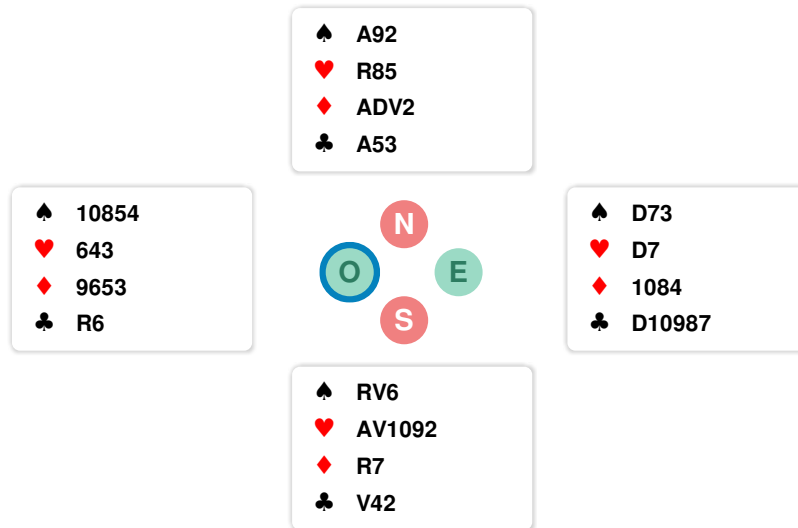 ♠ A92
♥ R85
♦ ADV2
♣ A53
♠ 10854
♥ 643
♦ 9653
♣ R6
N
O E
S
♠ D73
♥ D7
♦ 1084
♣ D10987
♠ RV6
♥ AV1092
♦ R7
♣ V42